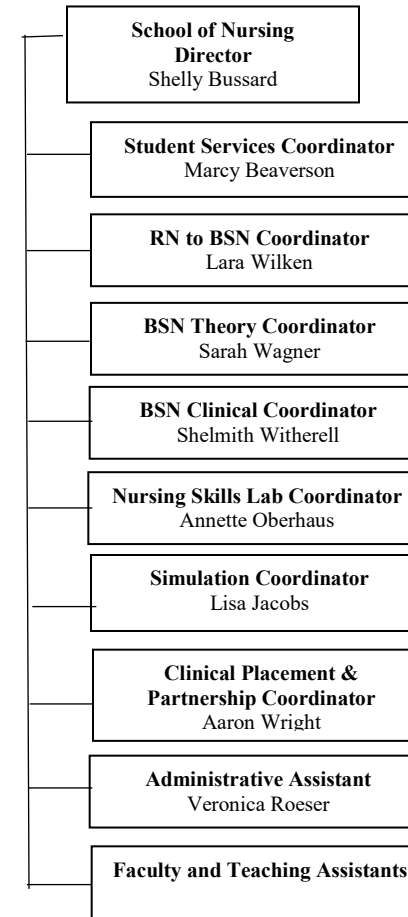 School of Nursing
Director
Shelly Bussard
Student Services Coordinator
Marcy Beaverson
RN to BSN Coordinator
Lara Wilken
BSN Theory Coordinator
Sarah Wagner
BSN Clinical Coordinator
Shelmith Witherell
Nursing Skills Lab Coordinator
Annette Oberhaus
Simulation Coordinator
Lisa Jacobs
Clinical Placement &
Partnership Coordinator
Aaron Wright
Administrative Assistant
Veronica Roeser
Faculty and Teaching Assistants